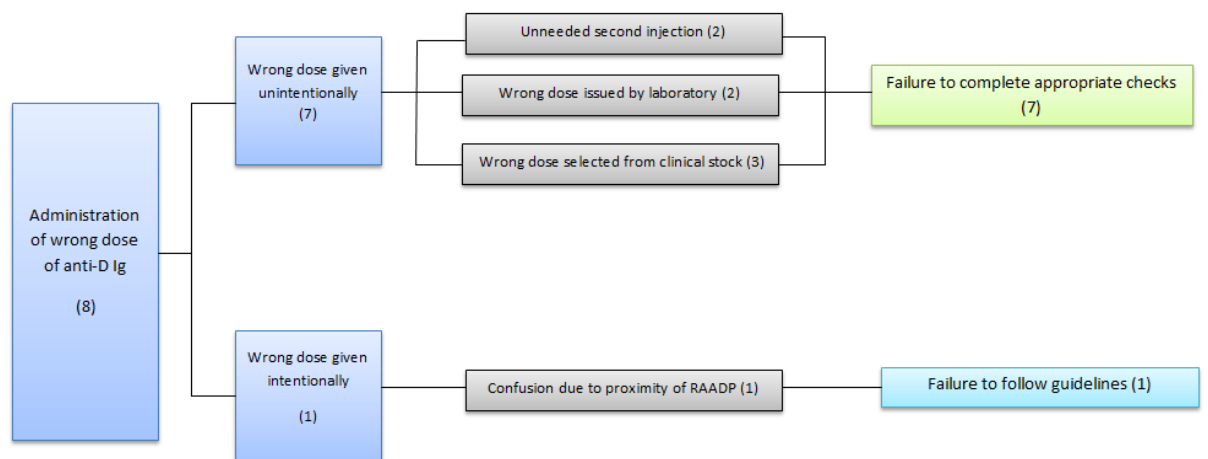 Administration
of wrong dose
of anti-D Ig
(8)
Wrong dose given
unintentionally
(7)
Unneeded second injection (2)
Wrong dose issued by laboratory (2)
Wrong dose selected from clinical stock (3)
Failure to complete appropriate checks
(7)
Wrong dose given
intentionally
(1)
Confusion due to proximity of RAADP (1)
Failure to follow guidelines (1)